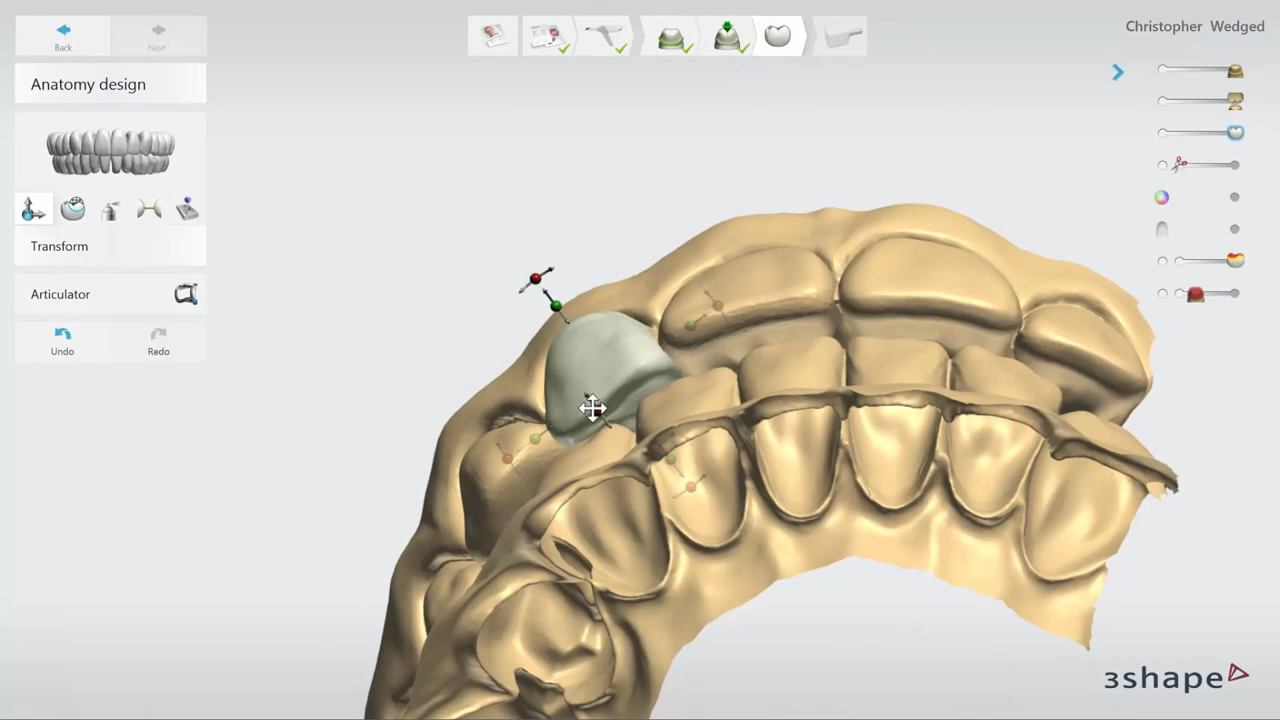 Back
Next
Christopher Wedged
Anatomy design
Transform
Articulator
Undo
Redo
3shape